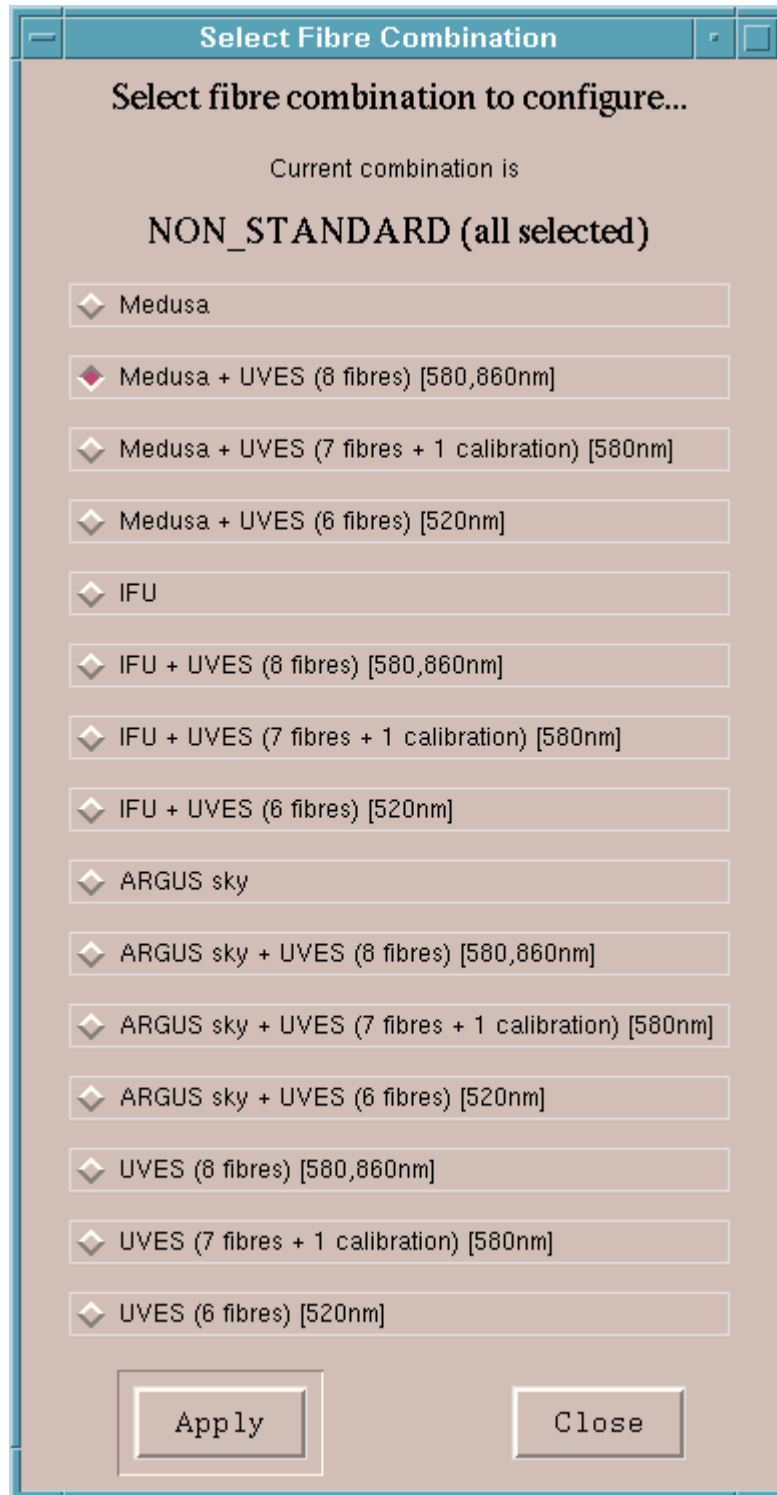 Select Fibre Combination
Select fibre combination to configure...
Current combination is
NON_STANDARD (all selected)
Medusa
Medusa + UVES (8 fibres) [580,860nm]
Medusa + UVES (7 fibres + 1 calibration) [580nm]
Medusa + UVES (6 fibres) [520nm]
IFU
IFU + UVES (8 fibres) [580,860nm]
IFU + UVES (7 fibres + 1 calibration) [580nm]
IFU + UVES (6 fibres) [520nm]
ARGUS sky
ARGUS sky + UVES (8 fibres) [580,860nm]
ARGUS sky + UVES (7 fibres + 1 calibration) [580nm]
ARGUS sky + UVES (6 fibres) [520nm]
UVES (8 fibres) [580,860nm]
UVES (7 fibres + 1 calibration) [580nm]
UVES (6 fibres) [520nm]
Apply Close